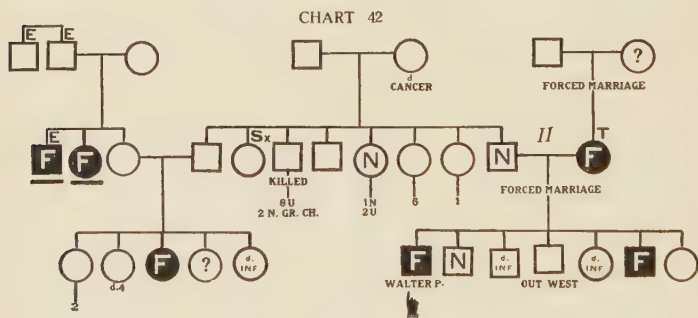 CHART 42
E E
?
d
CANCER
FORCED MARRIAGE
E Sx II T
F F N N F
KILLED
FORCED MARRIAGE
8U 1N 6 1
2 N. GR. CH. 2U
F ? d. INF F N d. INF d. INF F
2 d.4 WALTER P- OUT WEST